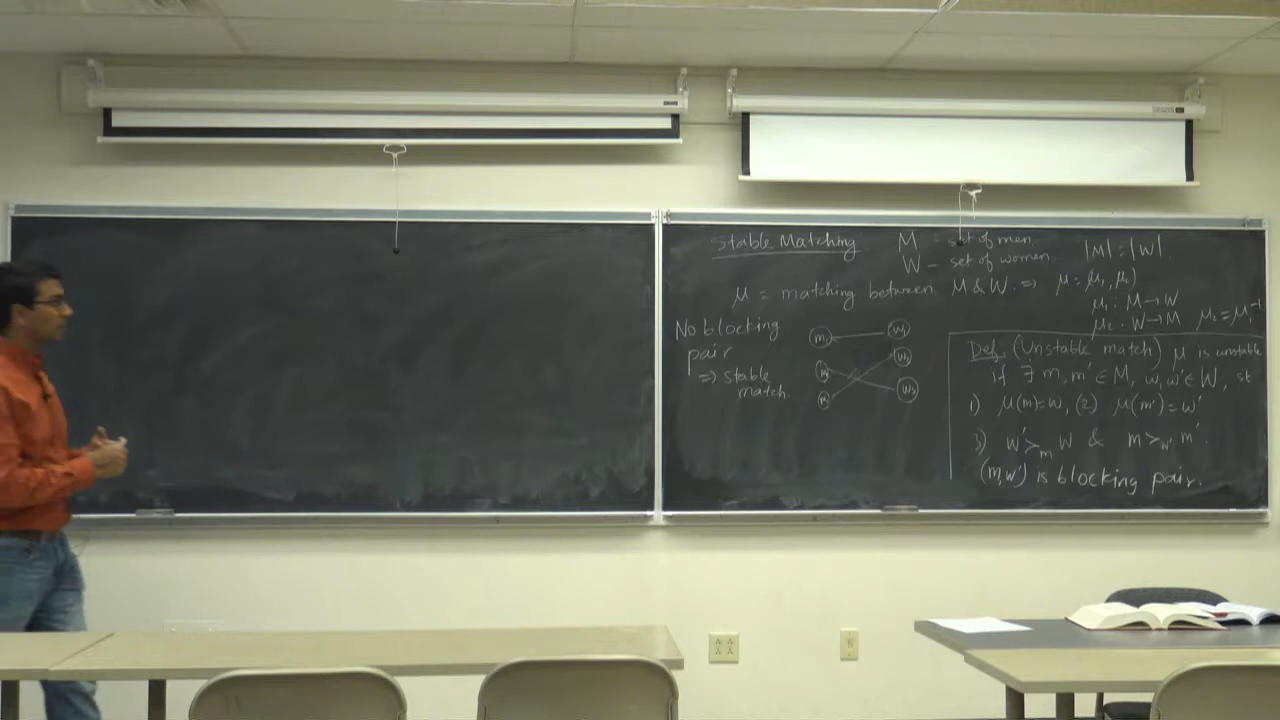 Stable Matching
M - set of men
W - set of women
|M| = |W|.
μ = matching between M & W. ⇒ μ = (μ₁, μ₂)
μ₁ : M → W
μ₂ : W → M μ₂ = μ₁⁻¹
No blocking
pair
⇒ stable
match.
m₁ w₁
w₂
w₃
Def. (Unstable match) μ is unstable
if ∃ m, m' ∈ M, w, w' ∈ W, st
1) μ(m) = w, (2) μ(m') = w'
3) w' >ₘ w & m >_w' m'.
(m, w') is blocking pair.